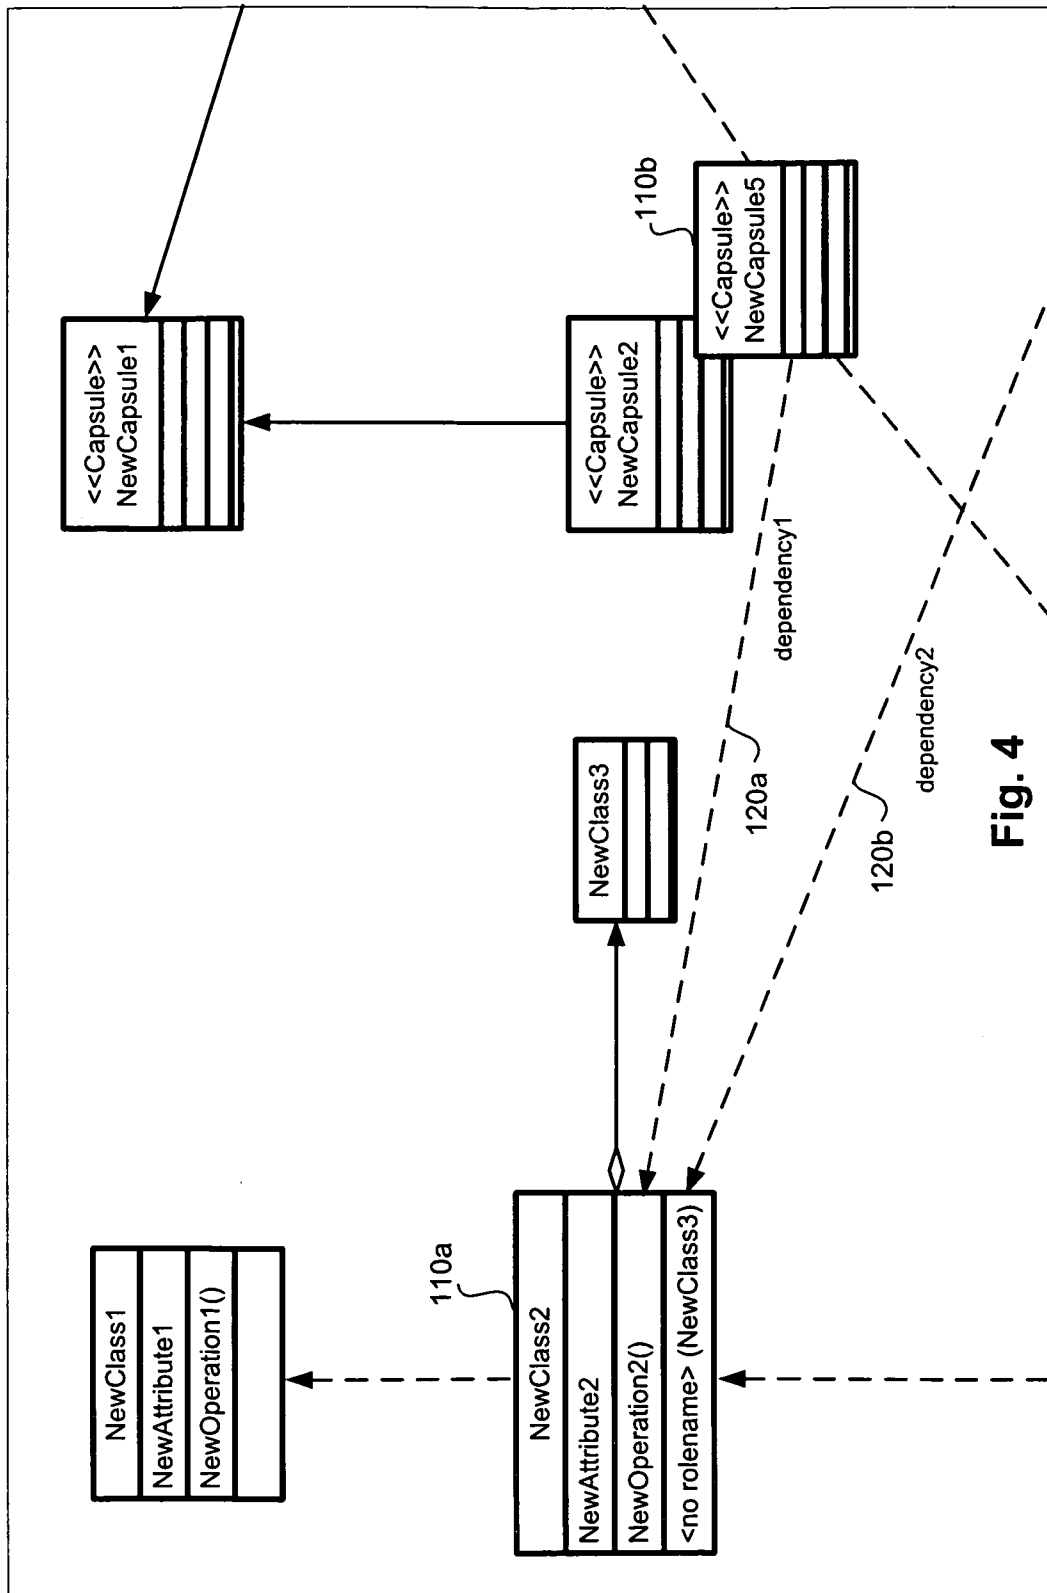 NewClass1
NewAttribute1
NewOperation1()
<<Capsule>>
NewCapsule1
110a
NewClass2
NewAttribute2
NewOperation2()
<no rolename> (NewClass3)
NewClass3
<<Capsule>>
NewCapsule2
110b
<<Capsule>>
NewCapsule5
120a
dependency1
120b
dependency2
Fig. 4